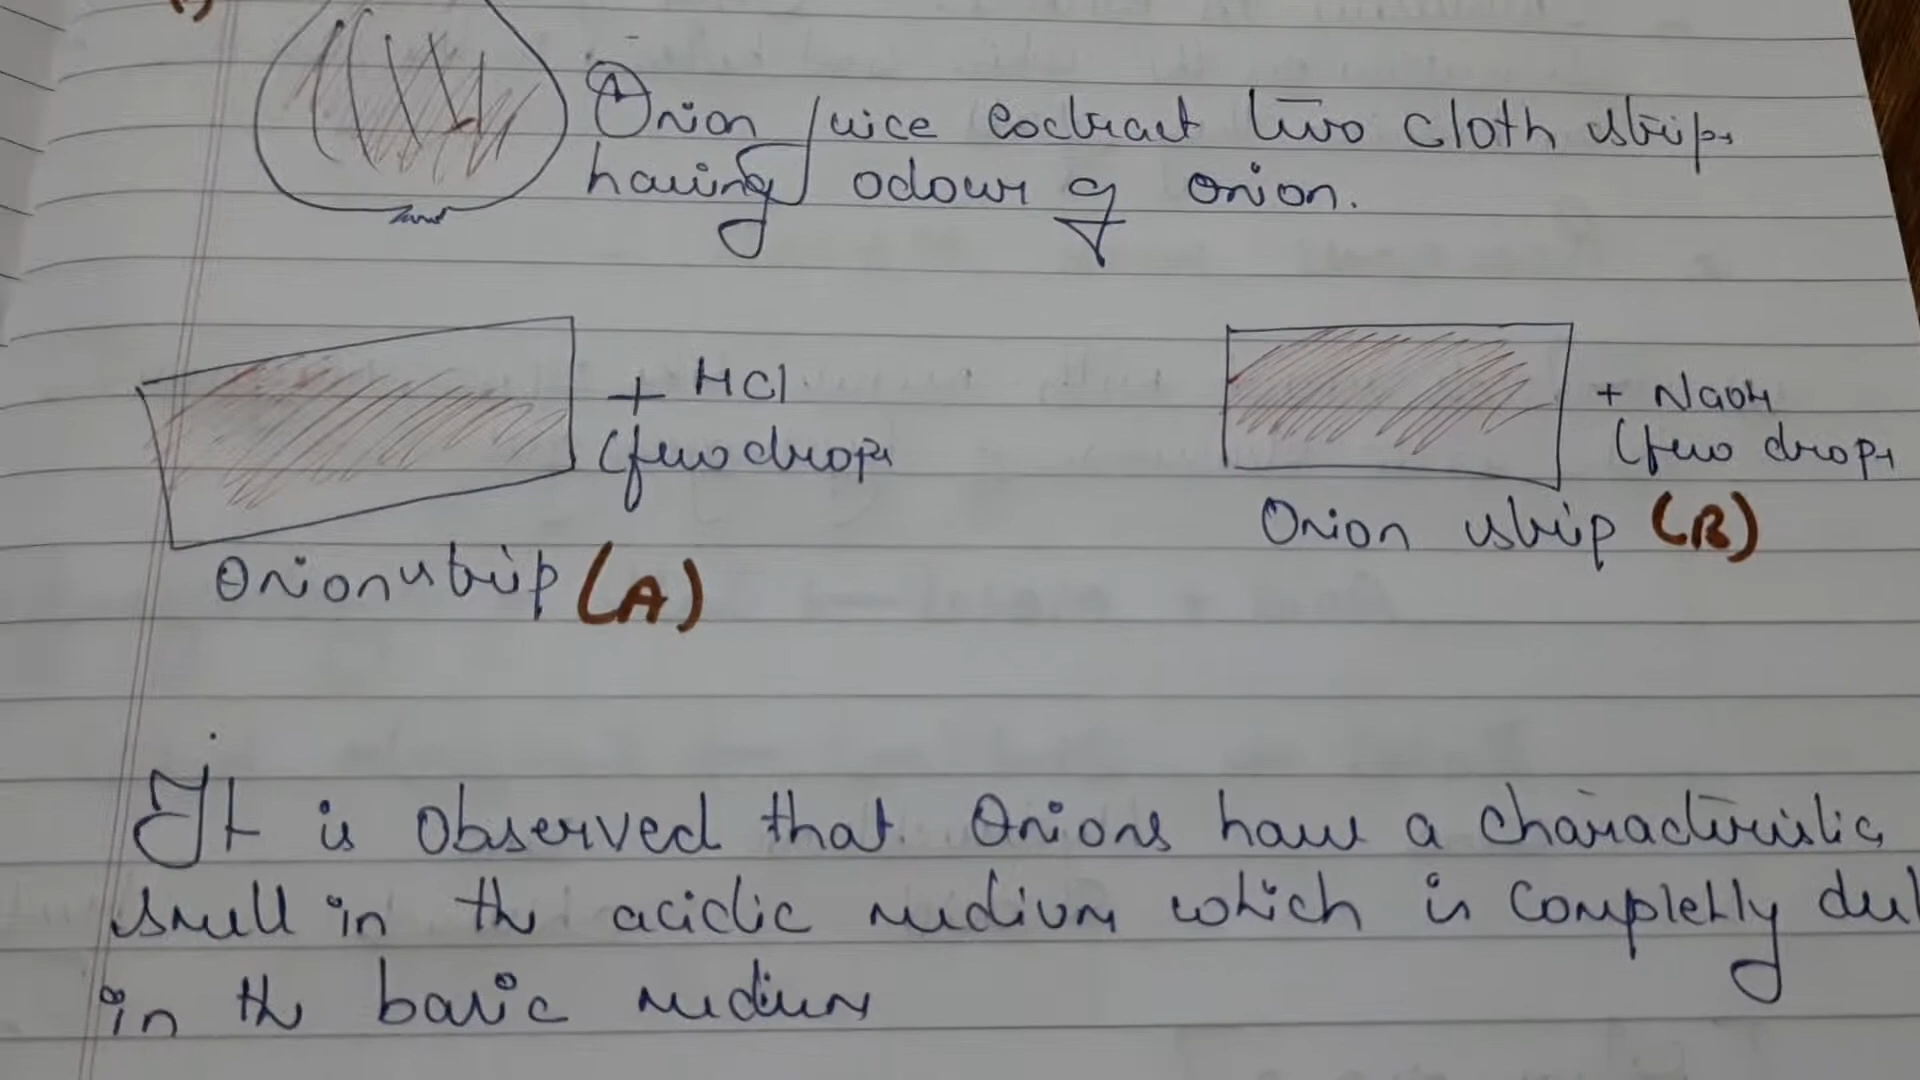 Onion juice extract two cloth strips
having odour of onion.
+ HCl
(few drops
Onion strip (A)
+ NaOH
(few drops
Onion strip (B)
It is observed that Onions have a characteristic
smell in the acidic medium which is completly
in the basic medium